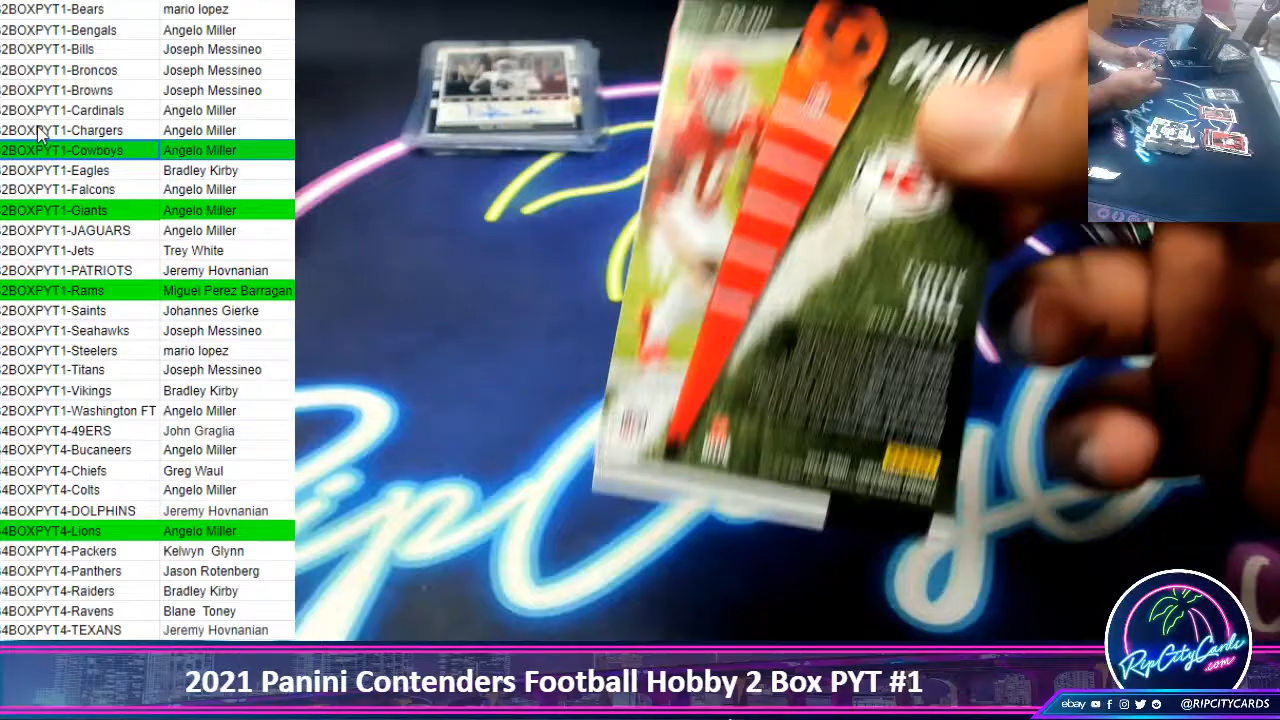 2BOXPYT1-Bears mario lopez
2BOXPYT1-Bengals Angelo Miller
2BOXPYT1-Bills Joseph Messineo
2BOXPYT1-Broncos Joseph Messineo
2BOXPYT1-Browns Joseph Messineo
2BOXPYT1-Cardinals Angelo Miller
2BOXPYT1-Chargers Angelo Miller
2BOXPYT1-Cowboys Angelo Miller
2BOXPYT1-Eagles Bradley Kirby
2BOXPYT1-Falcons Angelo Miller
2BOXPYT1-Giants Angelo Miller
2BOXPYT1-JAGUARS Angelo Miller
2BOXPYT1-Jets Trey White
2BOXPYT1-PATRIOTS Jeremy Hovnanian
2BOXPYT1-Rams Miguel Perez Barragan
2BOXPYT1-Saints Johannes Gierke
2BOXPYT1-Seahawks Joseph Messineo
2BOXPYT1-Steelers mario lopez
2BOXPYT1-Titans Joseph Messineo
2BOXPYT1-Vikings Bradley Kirby
2BOXPYT1-Washington FT Angelo Miller
4BOXPYT4-49ERS John Graglia
4BOXPYT4-Bucaneers Angelo Miller
4BOXPYT4-Chiefs Greg Waul
4BOXPYT4-Colts Angelo Miller
4BOXPYT4-DOLPHINS Jeremy Hovnanian
4BOXPYT4-Lions Angelo Miller
4BOXPYT4-Packers Kelwyn Glynn
4BOXPYT4-Panthers Jason Rotenberg
4BOXPYT4-Raiders Bradley Kirby
4BOXPYT4-Ravens Blane Toney
4BOXPYT4-TEXANS Jeremy Hovnanian
RipCityCards
.com
2021 Panini Contenders Football Hobby 2 Box PYT #1
ebay @RIPCITYCARDS